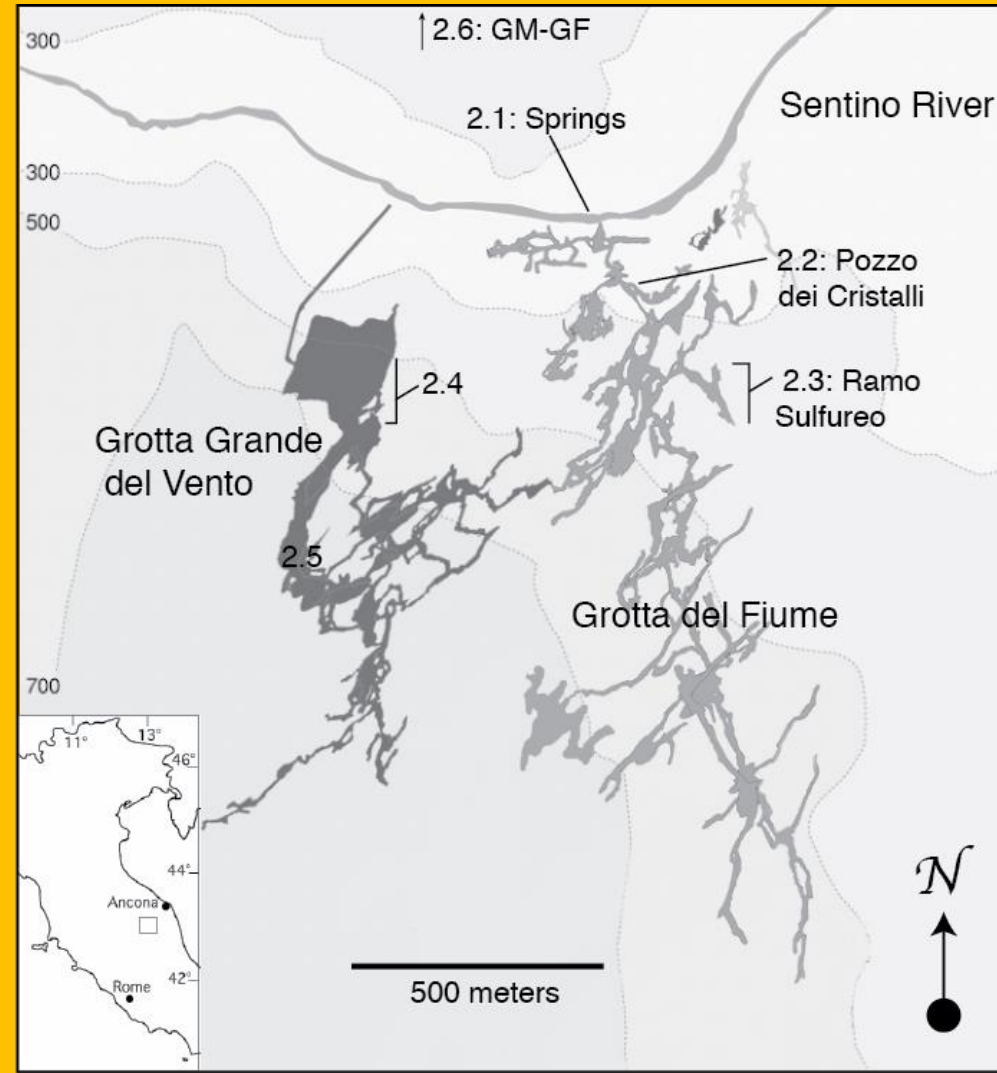 300
2.6: GM-GF
Sentino River
2.1: Springs
300
500
2.2: Pozzo
dei Cristalli
2.4
2.3: Ramo
Sulfureo
Grotta Grande
del Vento
2.5
Grotta del Fiume
700
11°
13°
46°
44°
Ancona
42°
Rome
500 meters
N